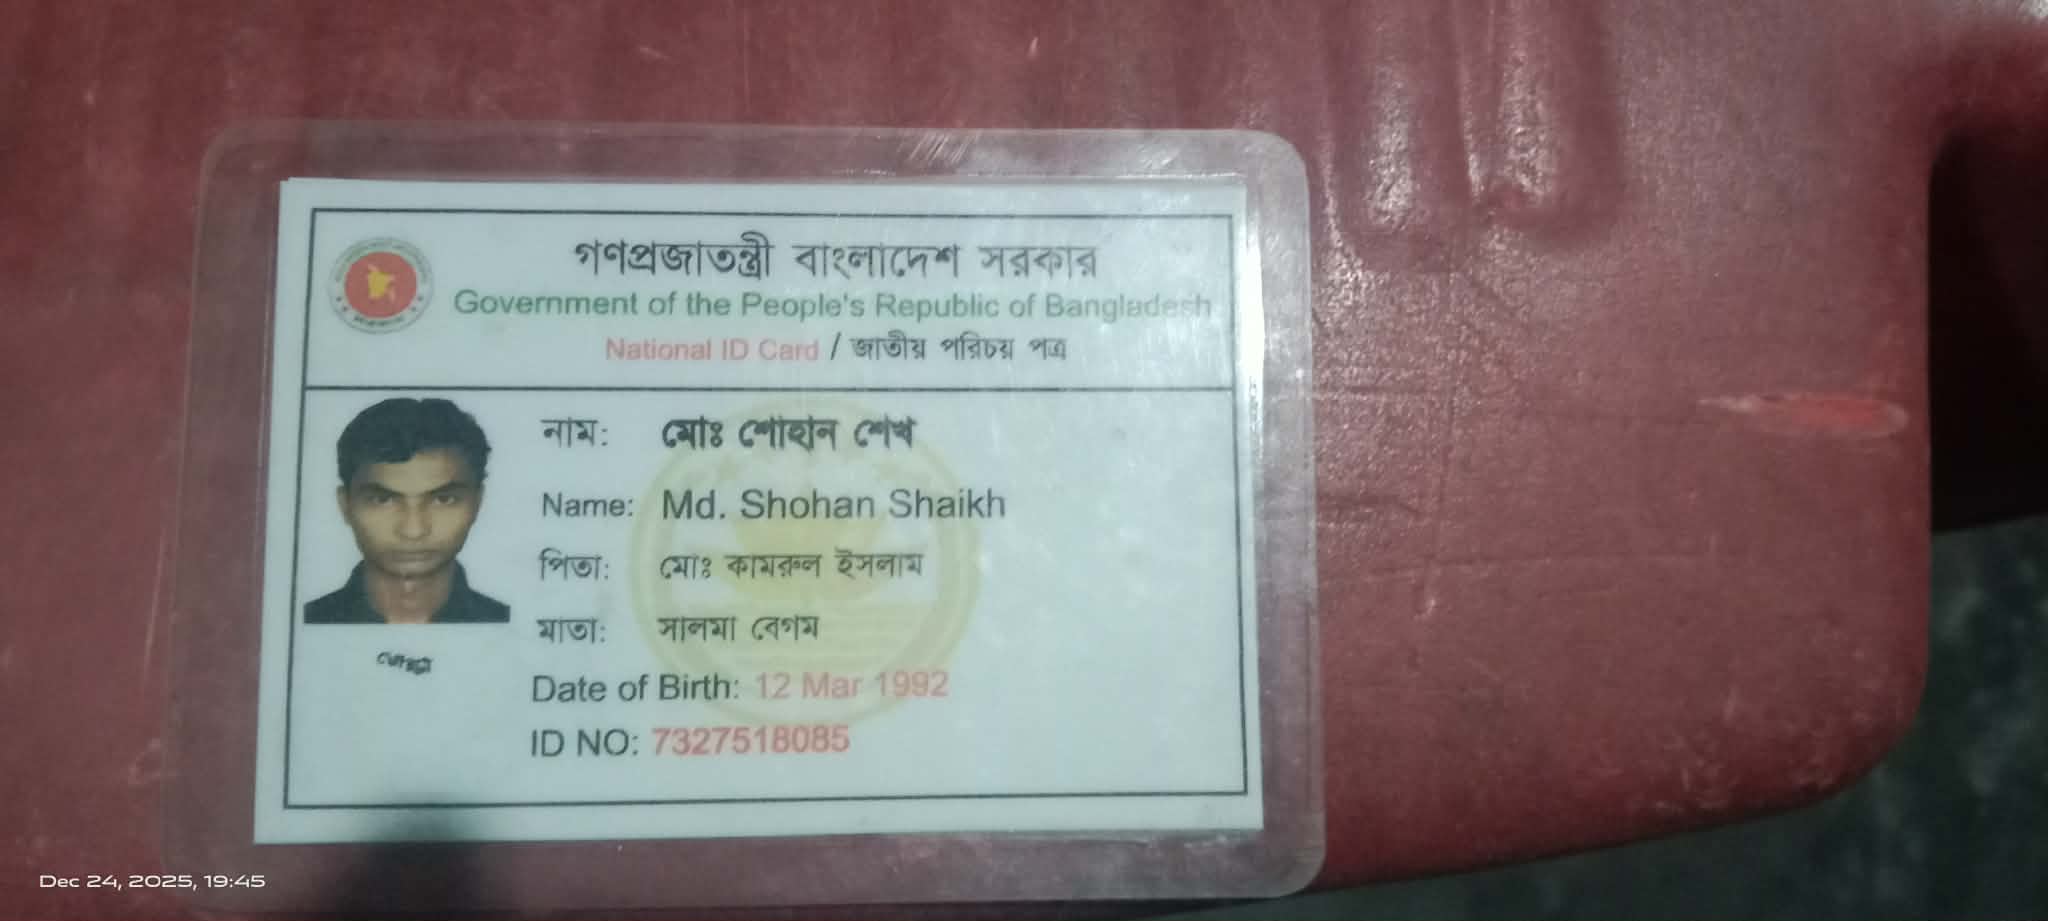 গণপ্রজাতন্ত্রী বাংলাদেশ সরকার
Government of the People's Republic of Bangladesh
National ID Card / জাতীয় পরিচয় পত্র
নাম: মোঃ শোহান শেখ
Name: Md. Shohan Shaikh
পিতা: মোঃ কামরুল ইসলাম
মাতা: সালমা বেগম
Date of Birth: 12 Mar 1992
ID NO: 7327518085
Dec 24, 2025, 19:45